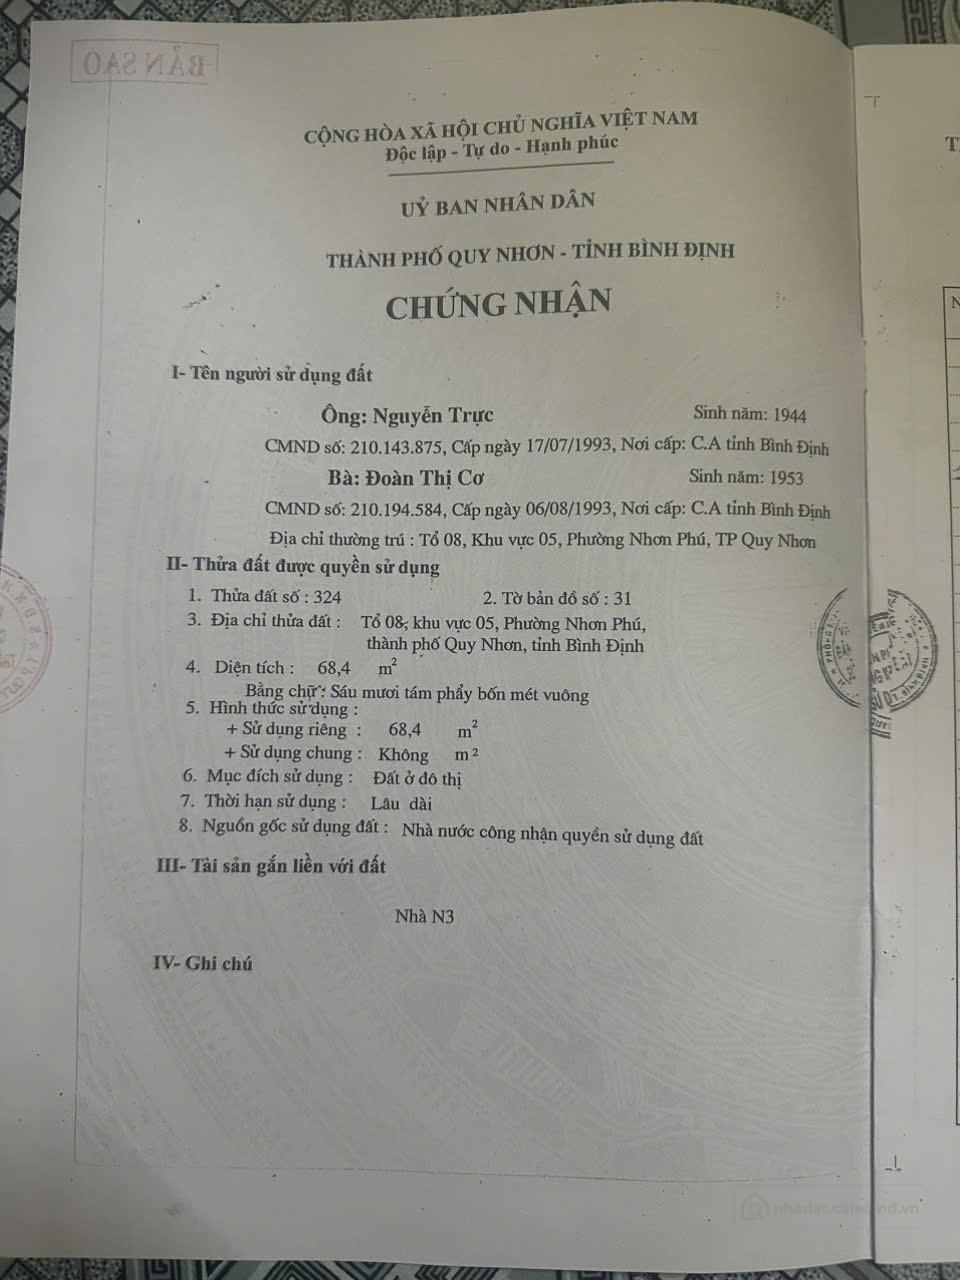 BẢN SAO
CỘNG HÒA XÃ HỘI CHỦ NGHĨA VIỆT NAM
Độc lập - Tự do - Hạnh phúc
UỶ BAN NHÂN DÂN
THÀNH PHỐ QUY NHƠN - TỈNH BÌNH ĐỊNH
CHỨNG NHẬN
I- Tên người sử dụng đất
Ông: Nguyễn Trực Sinh năm: 1944
CMND số: 210.143.875, Cấp ngày 17/07/1993, Nơi cấp: C.A tỉnh Bình Định
Bà: Đoàn Thị Cơ Sinh năm: 1953
CMND số: 210.194.584, Cấp ngày 06/08/1993, Nơi cấp: C.A tỉnh Bình Định
Địa chỉ thường trú : Tổ 08, Khu vực 05, Phường Nhơn Phú, TP Quy Nhơn
II- Thửa đất được quyền sử dụng
1. Thửa đất số : 324 2. Tờ bản đồ số : 31
3. Địa chỉ thửa đất : Tổ 08, khu vực 05, Phường Nhơn Phú,
thành phố Quy Nhơn, tỉnh Bình Định
4. Diện tích : 68,4 m²
Bằng chữ : Sáu mươi tám phẩy bốn mét vuông
5. Hình thức sử dụng :
+ Sử dụng riêng : 68,4 m²
+ Sử dụng chung : Không m²
6. Mục đích sử dụng : Đất ở đô thị
7. Thời hạn sử dụng : Lâu dài
8. Nguồn gốc sử dụng đất : Nhà nước công nhận quyền sử dụng đất
III- Tài sản gắn liền với đất
Nhà N3
IV- Ghi chú
nhadat.cafeland.vn